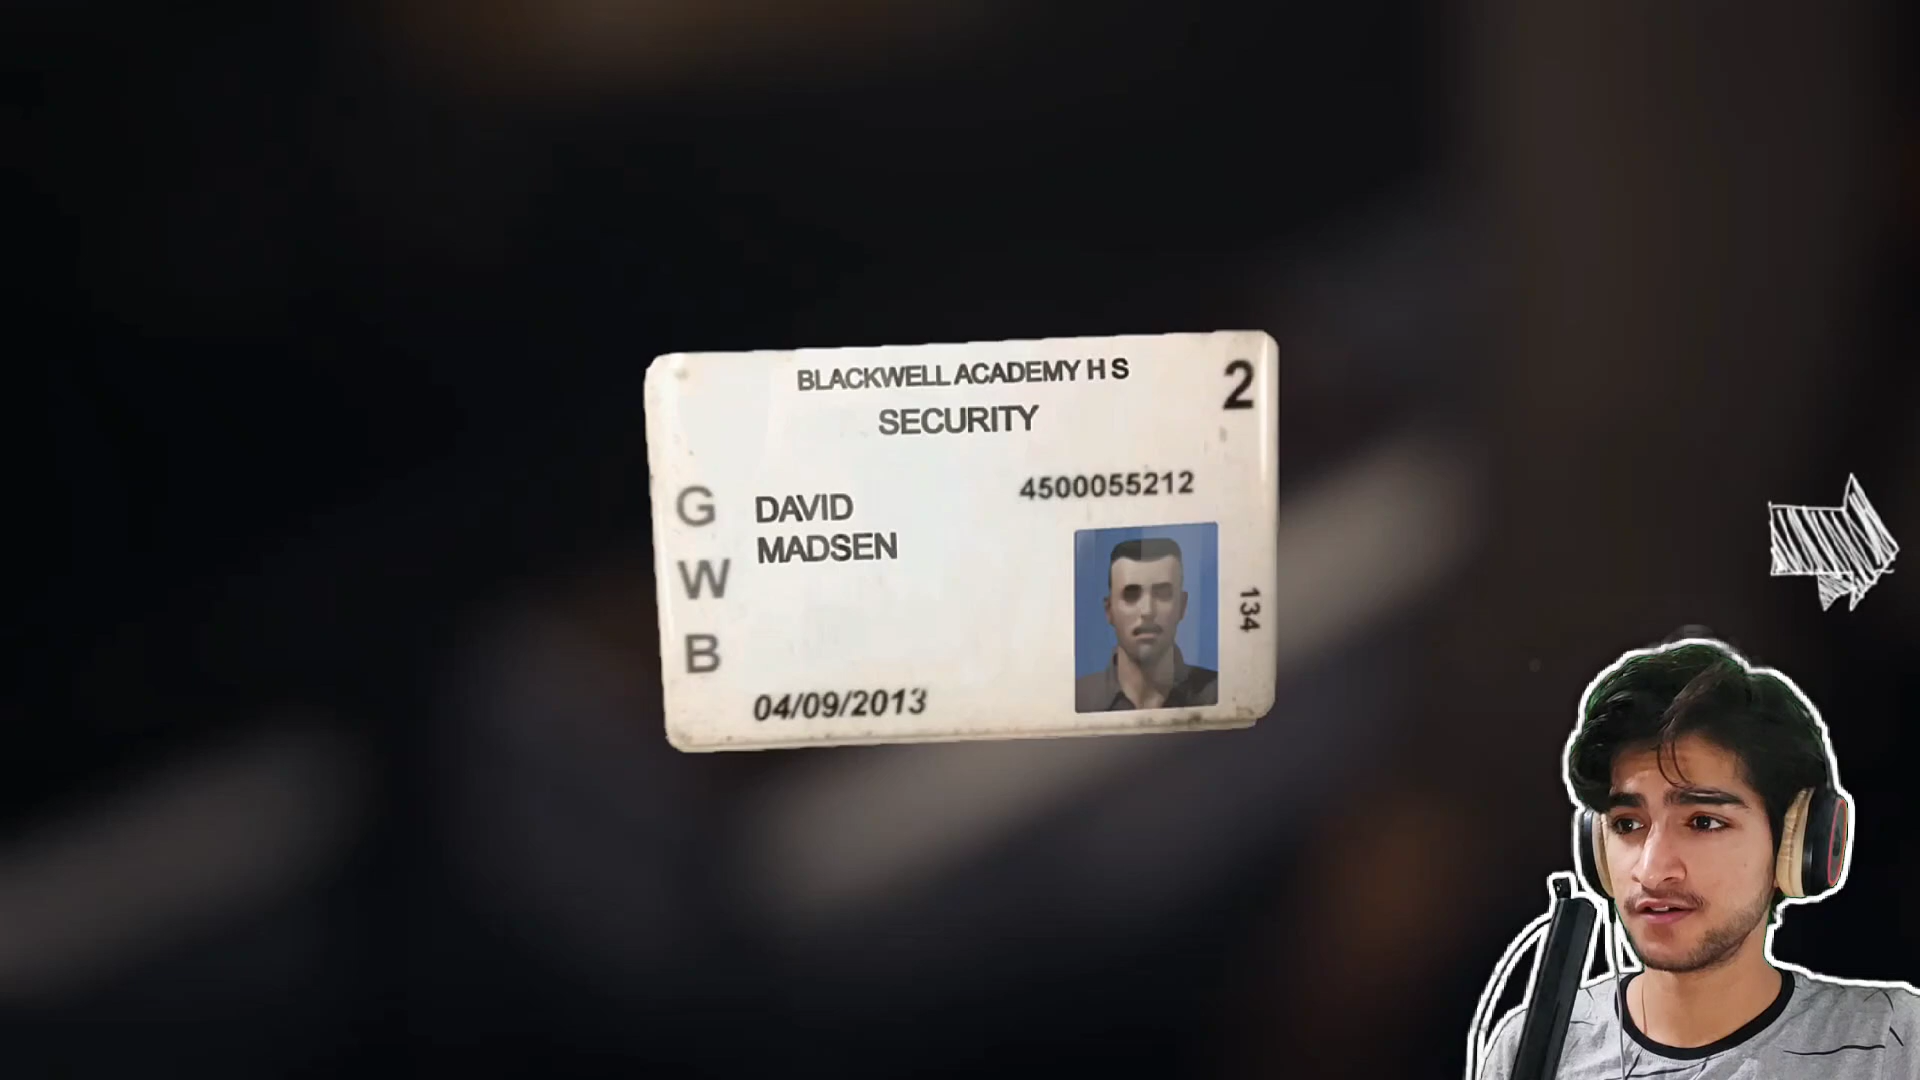 BLACKWELL ACADEMY H S
2
SECURITY
4500055212
G
DAVID
MADSEN
W
134
B
04/09/2013